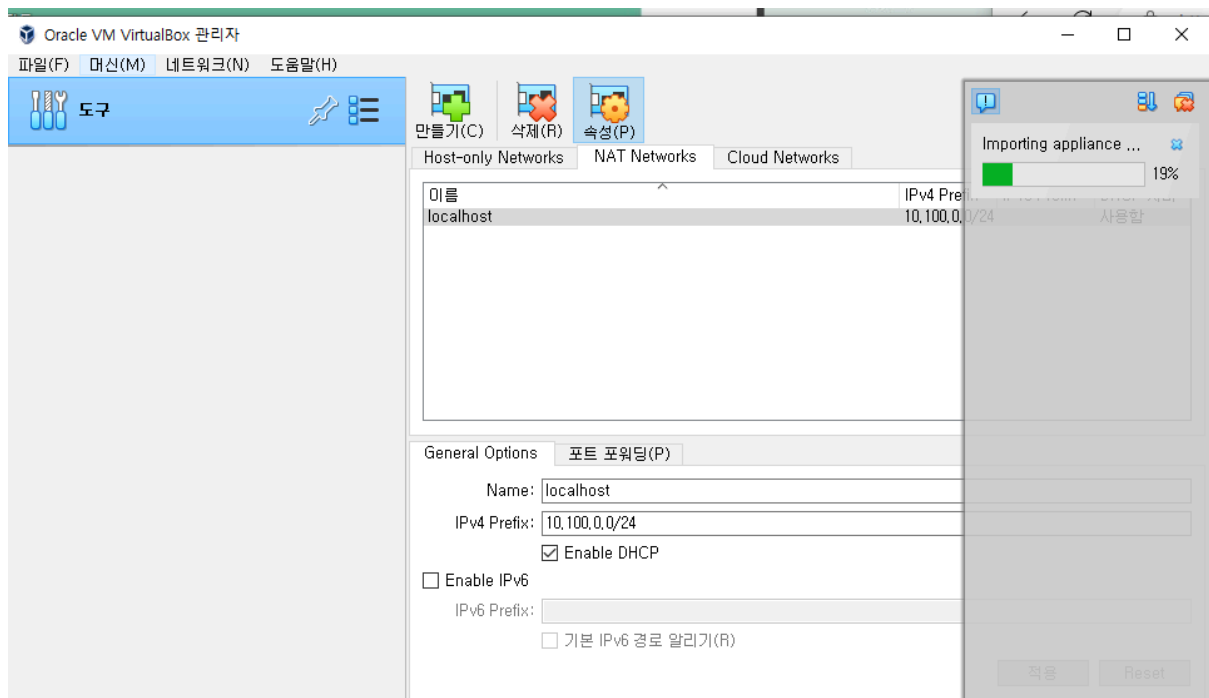 Oracle VM VirtualBox 관리자
파일(F) 머신(M) 네트워크(N) 도움말(H)
도구
만들기(C) 삭제(R) 속성(P)
Host-only Networks NAT Networks Cloud Networks
Importing appliance ...
19%
이름 IPv4 Prefix
localhost 10,100,0,0/24 사용함
General Options 포트 포워딩(P)
Name: localhost
IPv4 Prefix: 10,100,0,0/24
Enable DHCP
Enable IPv6
IPv6 Prefix:
기본 IPv6 경로 알리기(R)
적용 Reset